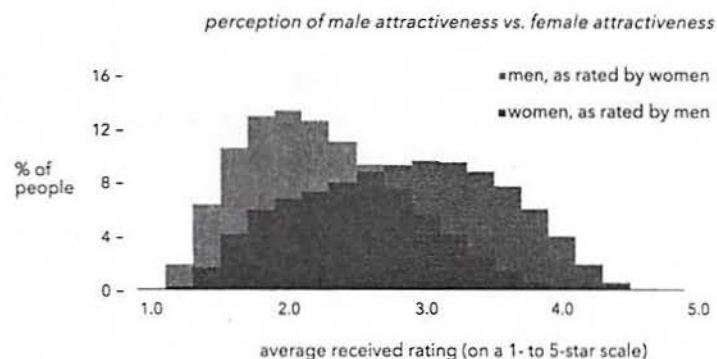 perception of male attractiveness vs. female attractiveness
16 –
▪men, as rated by women
12 –
▪women, as rated by men
% of
people
8 –
4 –
0 –
1.0 2.0 3.0 4.0 5.0
average received rating (on a 1- to 5-star scale)